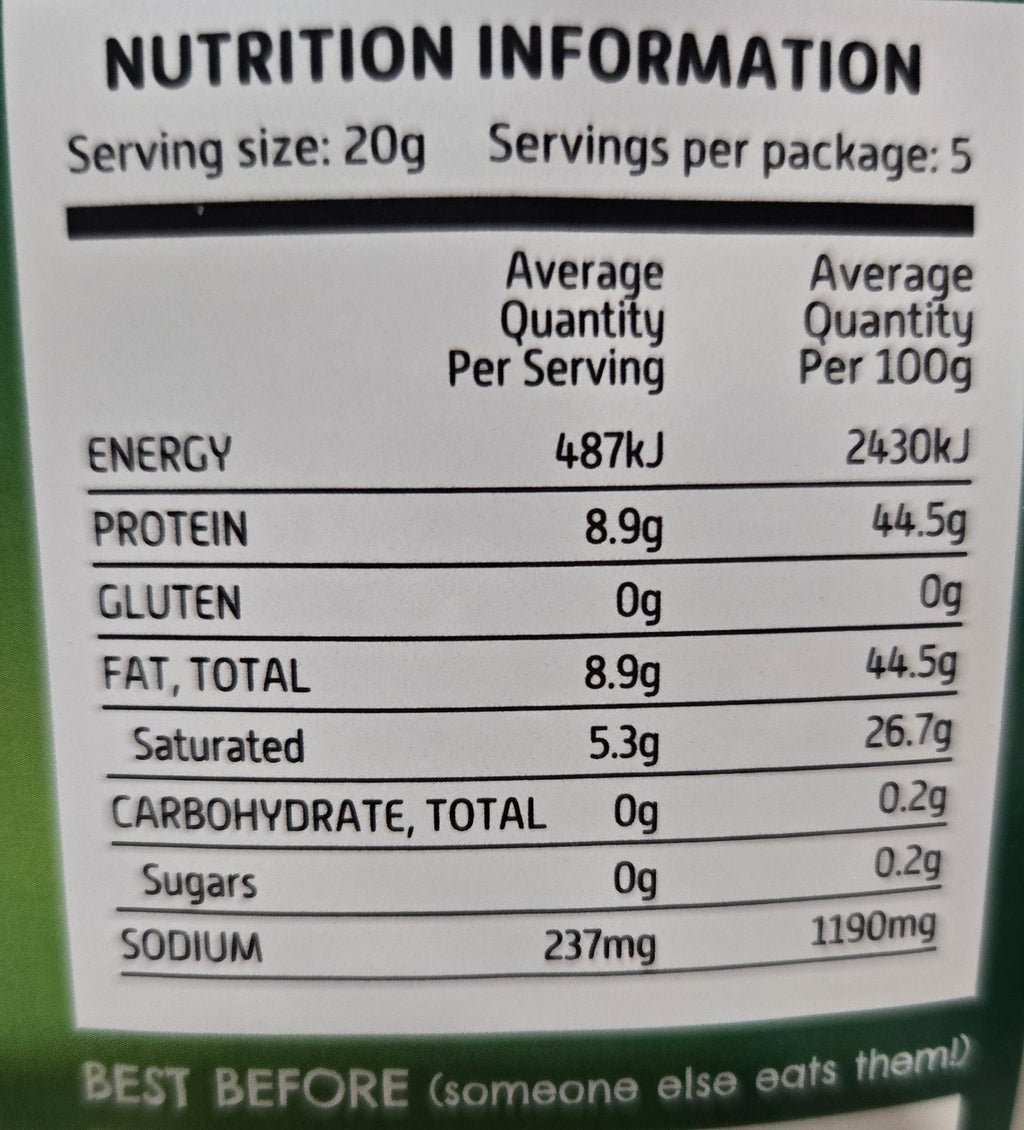 NUTRITION INFORMATION
Serving size: 20g Servings per package: 5
Average Quantity Per Serving Average Quantity Per 100g
ENERGY 487kJ 2430kJ
PROTEIN 8.9g 44.5g
GLUTEN 0g 0g
FAT, TOTAL 8.9g 44.5g
Saturated 5.3g 26.7g
CARBOHYDRATE, TOTAL 0g 0.2g
Sugars 0g 0.2g
SODIUM 237mg 1190mg
BEST BEFORE (someone else eats them!)